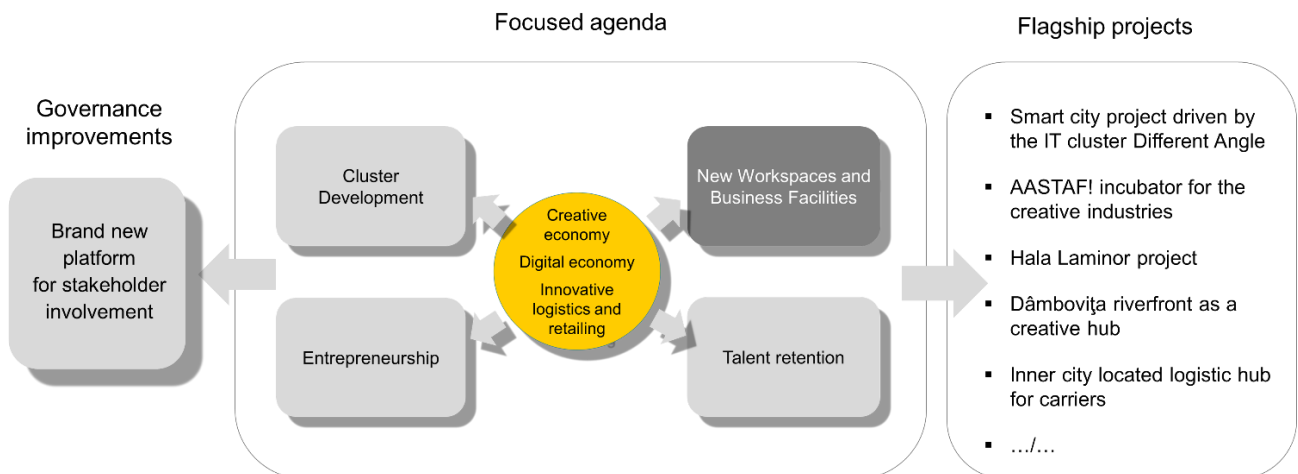 Focused agenda
Flagship projects
Governance
improvements
Brand new
platform
for stakeholder
involvement
Cluster
Development
New Workspaces and
Business Facilities
Creative
economy
Digital economy
Innovative
logistics and
retailing
Entrepreneurship
Talent retention
▪ Smart city project driven by
the IT cluster Different Angle
▪ AASTAF! incubator for the
creative industries
▪ Hala Laminor project
▪ Dâmboviţa riverfront as a
creative hub
▪ Inner city located logistic hub
for carriers
▪ …/…